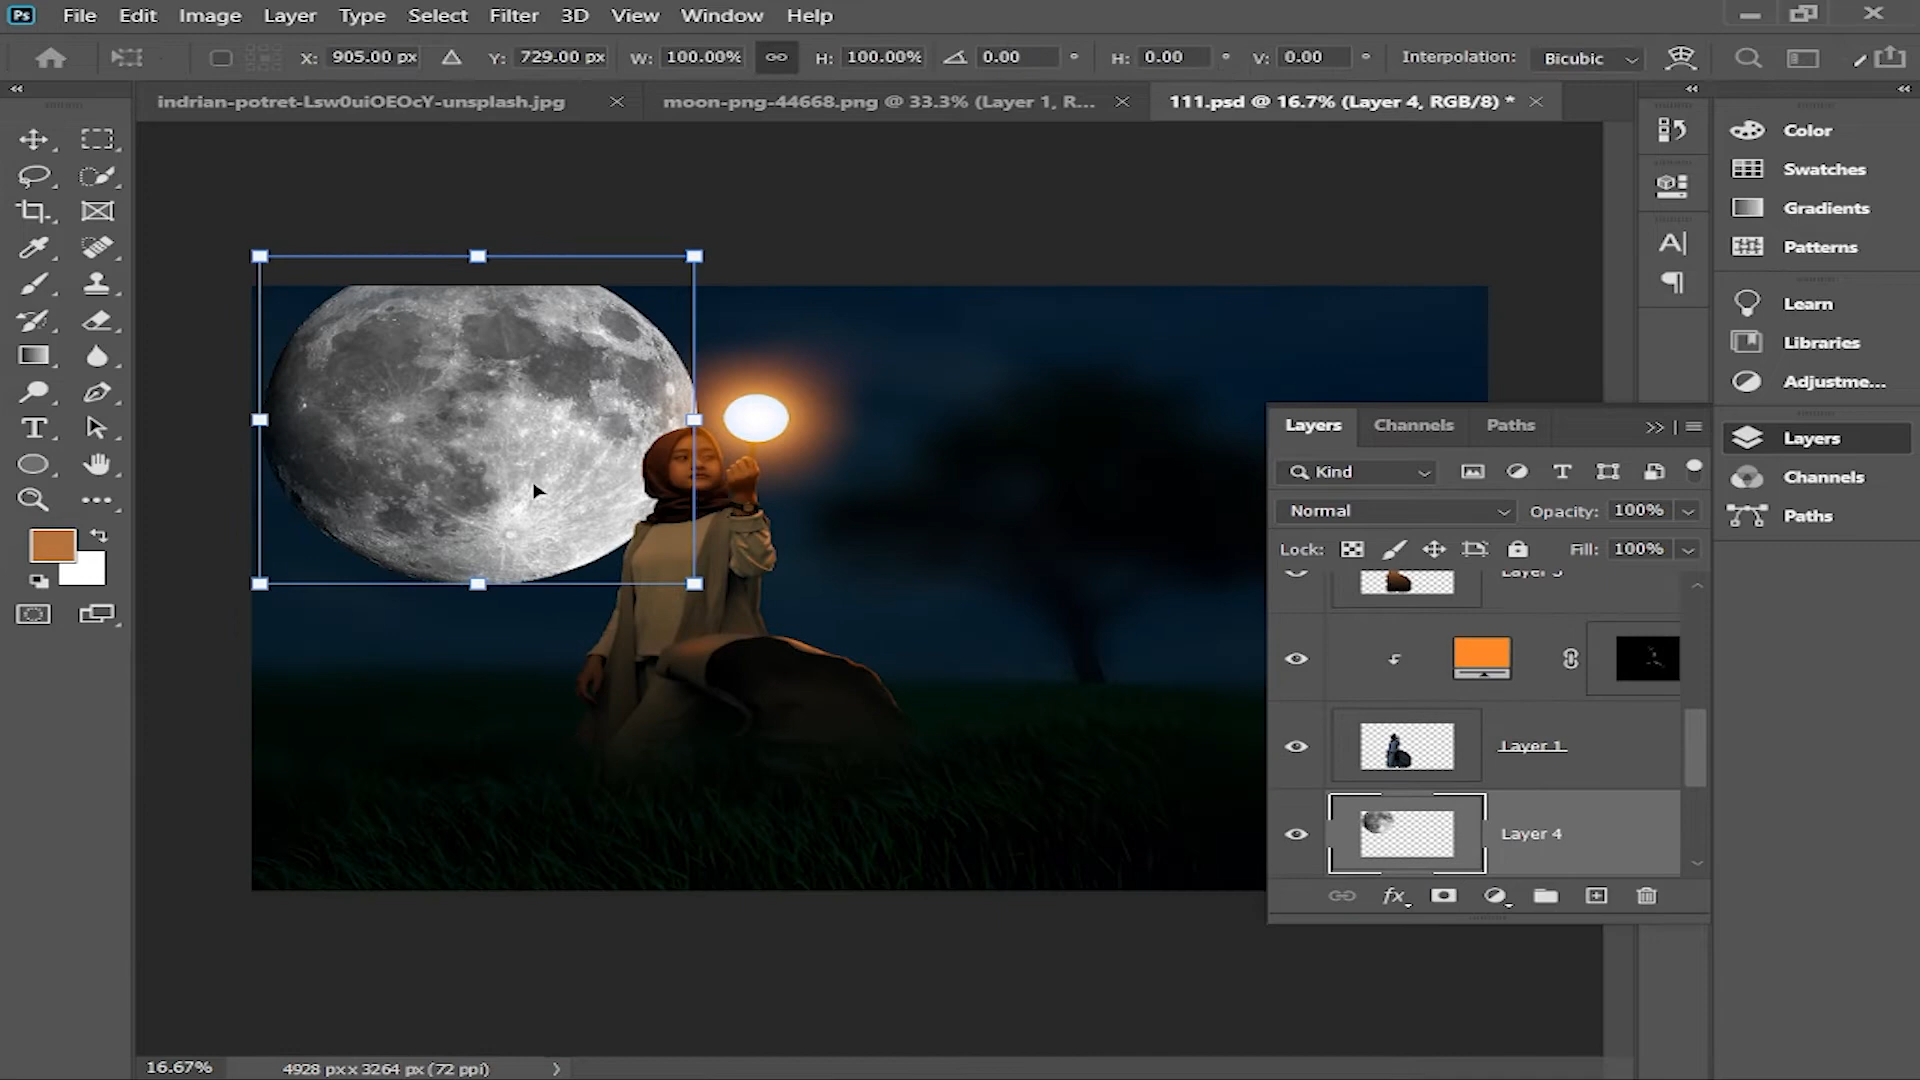 Ps File Edit Image Layer Type Select Filter 3D View Window Help
X: 905.00 px Y: 729.00 px W: 100.00% H: 100.00% 0.00 ° H: 0.00 ° V: 0.00 ° Interpolation: Bicubic
indrian-potret-Lsw0uiOEOcY-unsplash.jpg moon-png-44668.png @ 33.3% (Layer 1, R... 111.psd @ 16.7% (Layer 4, RGB/8) *
Color
Swatches
Gradients
Patterns
Learn
Libraries
Adjustme...
Layers
Channels
Paths
Layers Channels Paths
Kind
Normal Opacity: 100%
Lock: Fill: 100%
Layer 3
Layer 1
Layer 4
fx
16.67% 4928 px x 3264 px (72 ppi)